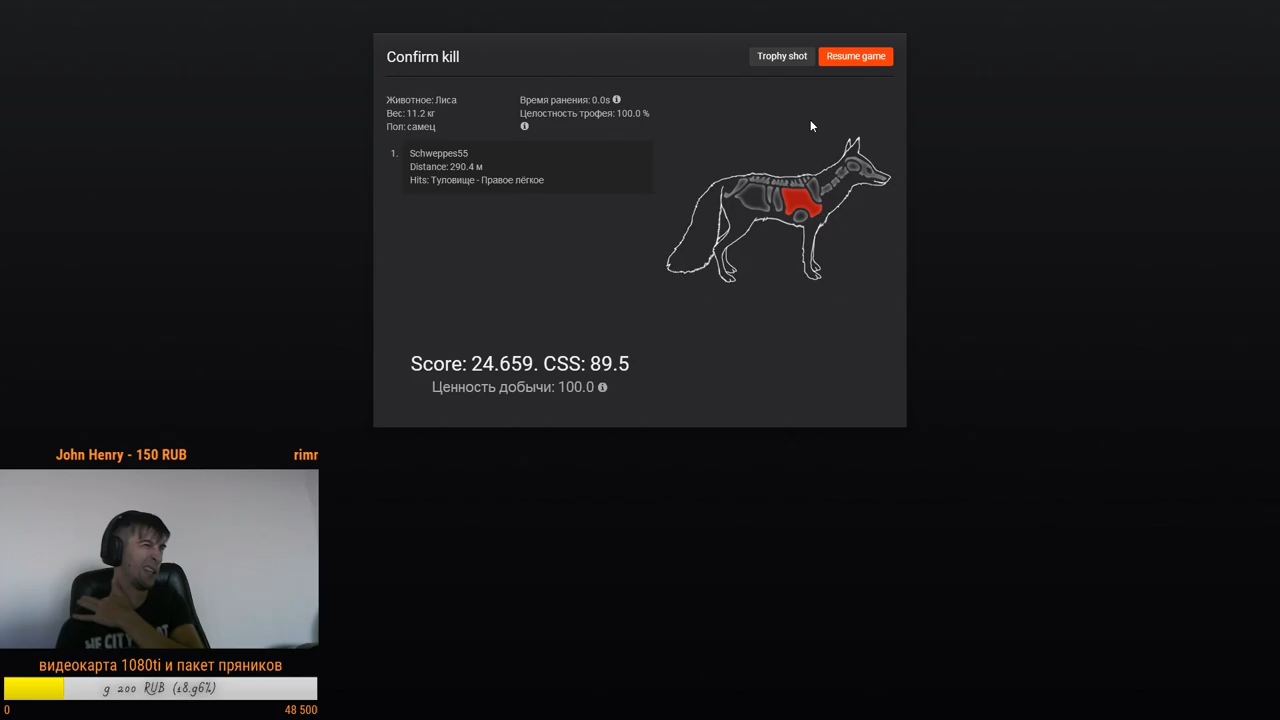 Confirm kill
Trophy shot
Resume game
Животное: Лиса
Вес: 11.2 кг
Пол: самец
Время ранения: 0.0s
Целостность трофея: 100.0 %
1.
Schweppes55
Distance: 290.4 м
Hits: Туловище - Правое лёгкое
Score: 24.659. CSS: 89.5
Ценность добычи: 100.0
John Henry - 150 RUB
rimr
видеокарта 1080ti и пакет пряников
9 200 RUB (18.96%)
0
48 500